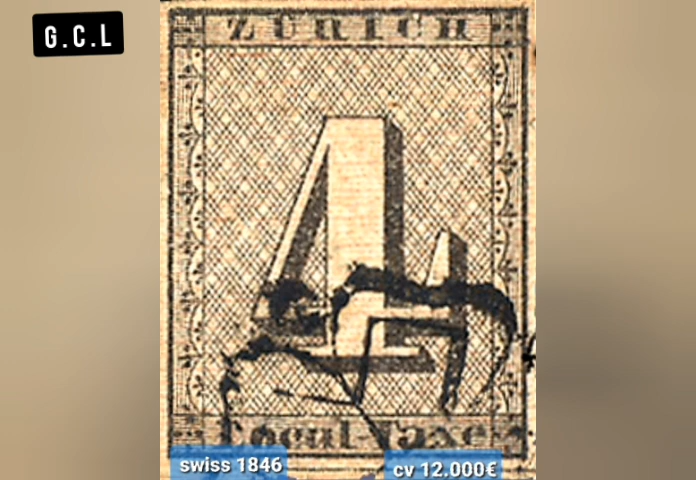 G.C.L
ZÜRICH
4
Local-Taxe
swiss 1846
cv 12.000€